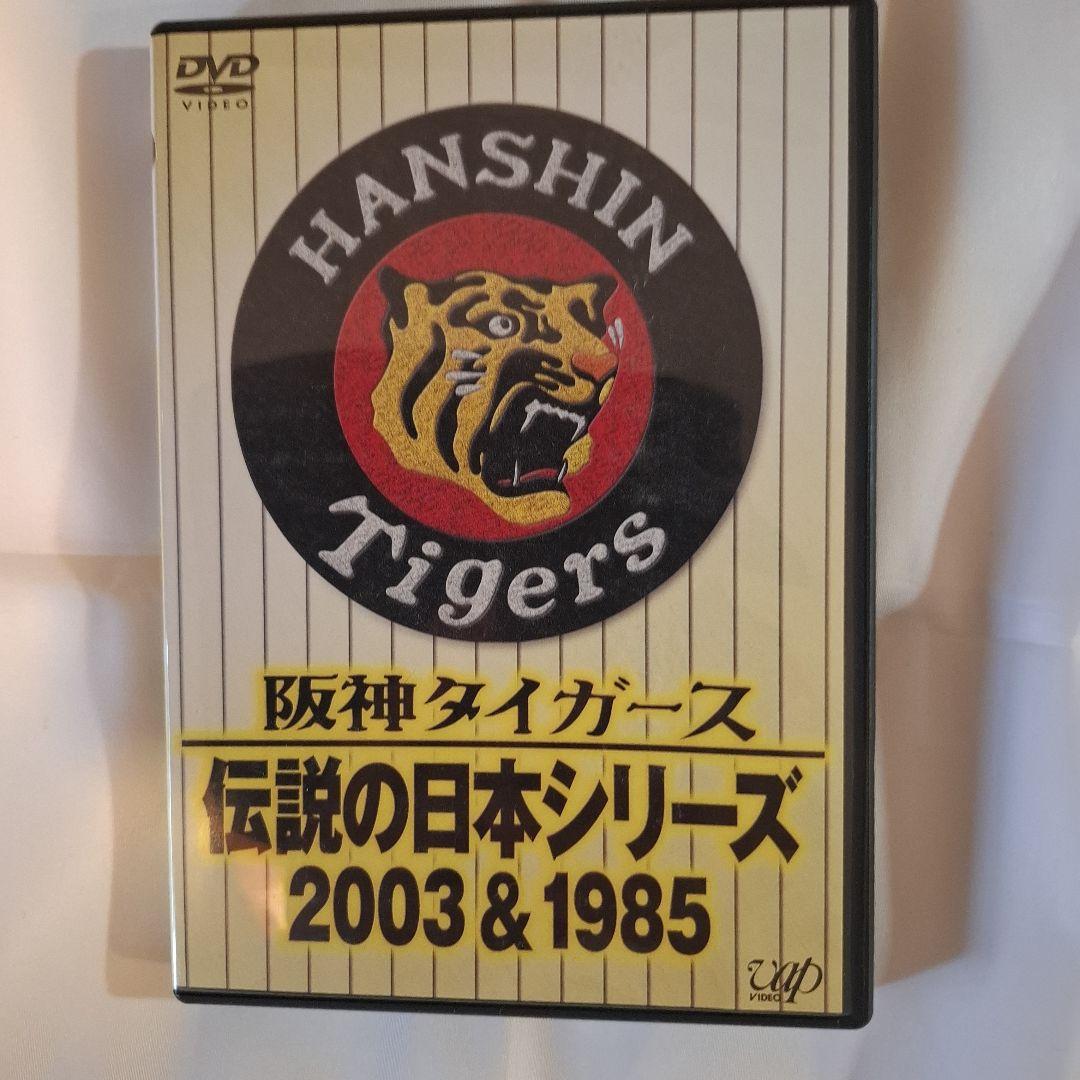 DVD
VIDEO
HANSHIN
Tigers
阪神タイガース
伝説の日本シリーズ
2003&1985
vap
VIDEO